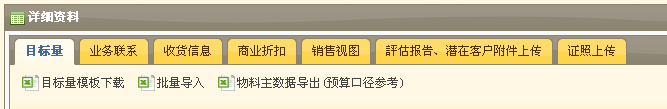 详细资料
目标量 业务联系 收货信息 商业折扣 销售视图 評估报告、潜在客户附件上传 证照上传
目标量模板下载 批量导入 物料主数据导出(预算口径参考)